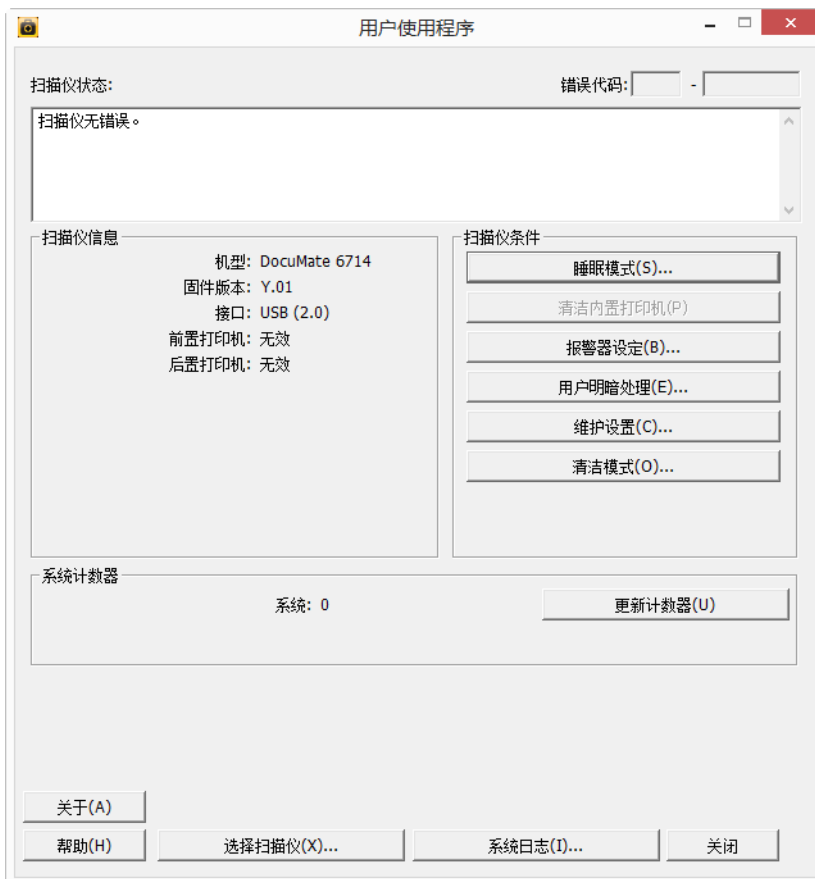 用户使用程序
扫描仪状态:
错误代码: -
扫描仪无错误。
扫描仪信息
机型: DocuMate 6714
固件版本: Y.01
接口: USB (2.0)
前置打印机: 无效
后置打印机: 无效
扫描仪条件
睡眠模式(S)...
清洁内置打印机(P)
报警器设定(B)...
用户明暗处理(E)...
维护设置(C)...
清洁模式(O)...
系统计数器
系统: 0
更新计数器(U)
关于(A)
帮助(H)
选择扫描仪(X)...
系统日志(I)...
关闭